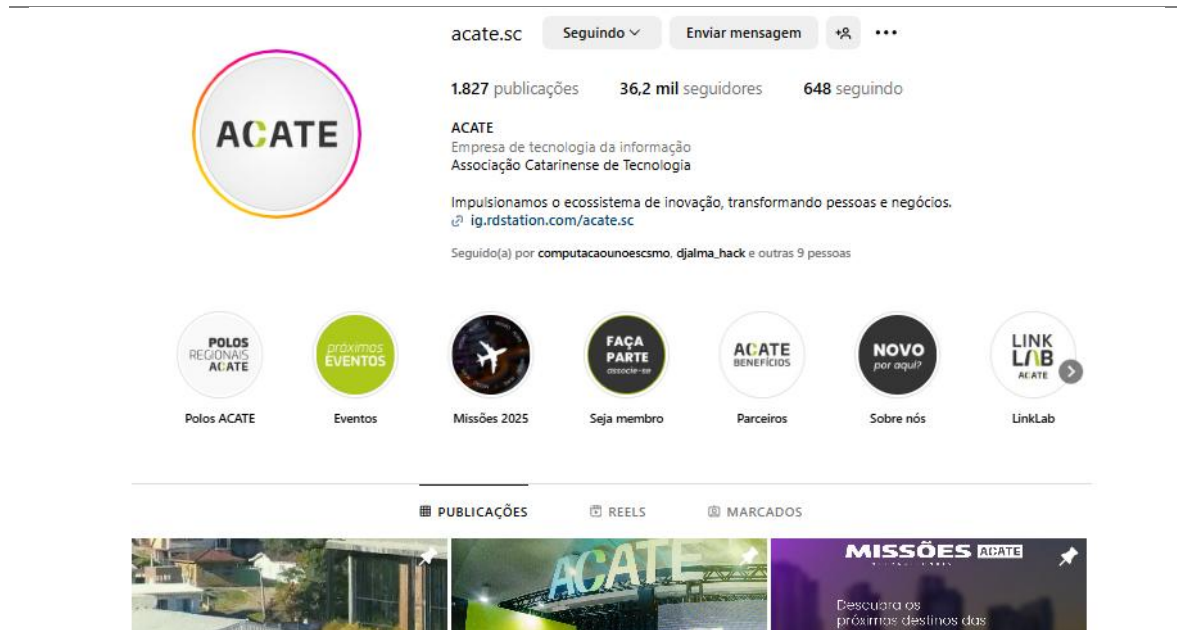 acate.sc Seguindo Enviar mensagem
1.827 publicações 36,2 mil seguidores 648 seguindo
ACATE
ACATE
Empresa de tecnologia da informação
Associação Catarinense de Tecnologia
Impulsionamos o ecossistema de inovação, transformando pessoas e negócios.
ig.rdstation.com/acate.sc
Seguido(a) por computacaounoescsmo, djalma_hack e outras 9 pessoas
POLOS
REGIONAIS
ACATE
próximos
EVENTOS
FAÇA
PARTE
associe-se
ACATE
BENEFÍCIOS
NOVO
por aqui?
LINK
LAB
ACATE
Polos ACATE Eventos Missões 2025 Seja membro Parceiros Sobre nós LinkLab
PUBLICAÇÕES REELS MARCADOS
ACATE
MISSÕES ACATE
Descubra os
próximos destinos das